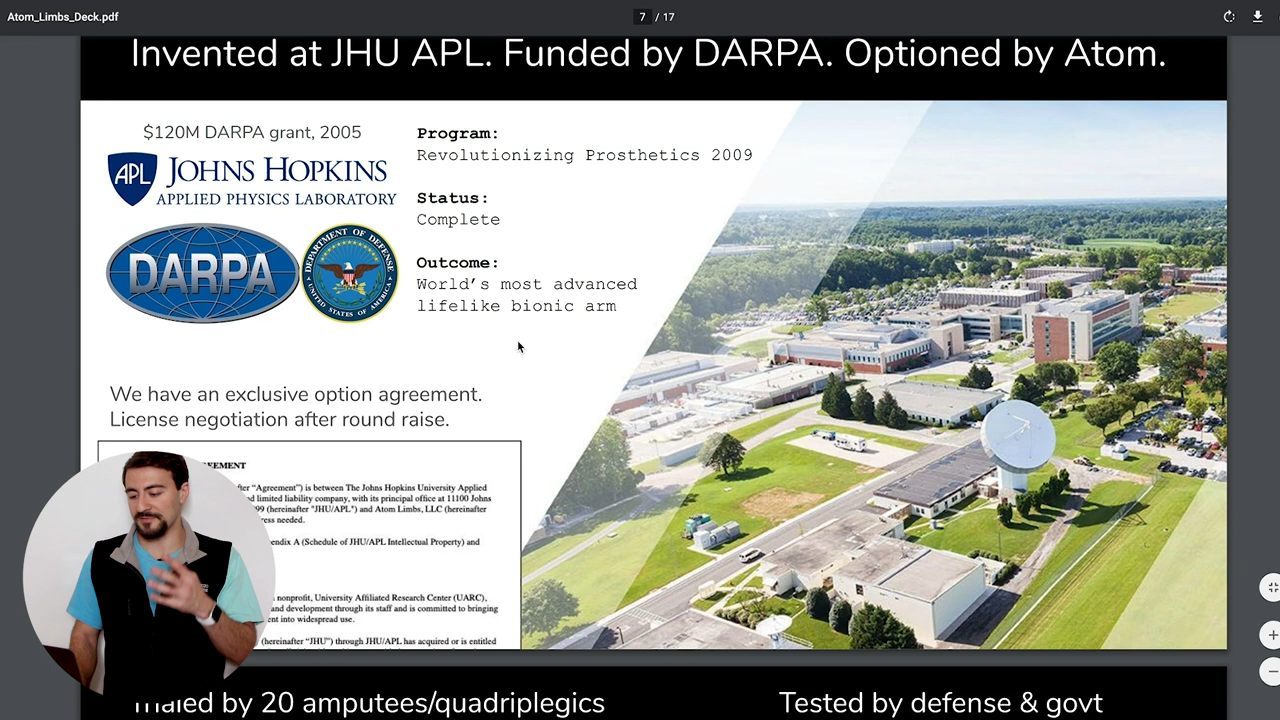 Atom_Limbs_Deck.pdf
7 / 17
Invented at JHU APL. Funded by DARPA. Optioned by Atom.
$120M DARPA grant, 2005
APL JOHNS HOPKINS
APPLIED PHYSICS LABORATORY
DARPA
DEPARTMENT OF DEFENSE
UNITED STATES OF AMERICA
Program:
Revolutionizing Prosthetics 2009
Status:
Complete
Outcome:
World's most advanced
lifelike bionic arm
We have an exclusive option agreement.
License negotiation after round raise.
"Agreement") is between The Johns Hopkins University Applied
limited liability company, with its principal office at 11100 Johns
(hereinafter "JHU/APL") and Atom Limbs, LLC (hereinafter
needed.
A (Schedule of JHU/APL Intellectual Property) and
nonprofit, University Affiliated Research Center (UARC),
and development through its staff and is committed to bringing
into widespread use.
(hereinafter "JHU") through JHU/APL has acquired or is entitled
by 20 amputees/quadriplegics
Tested by defense & govt